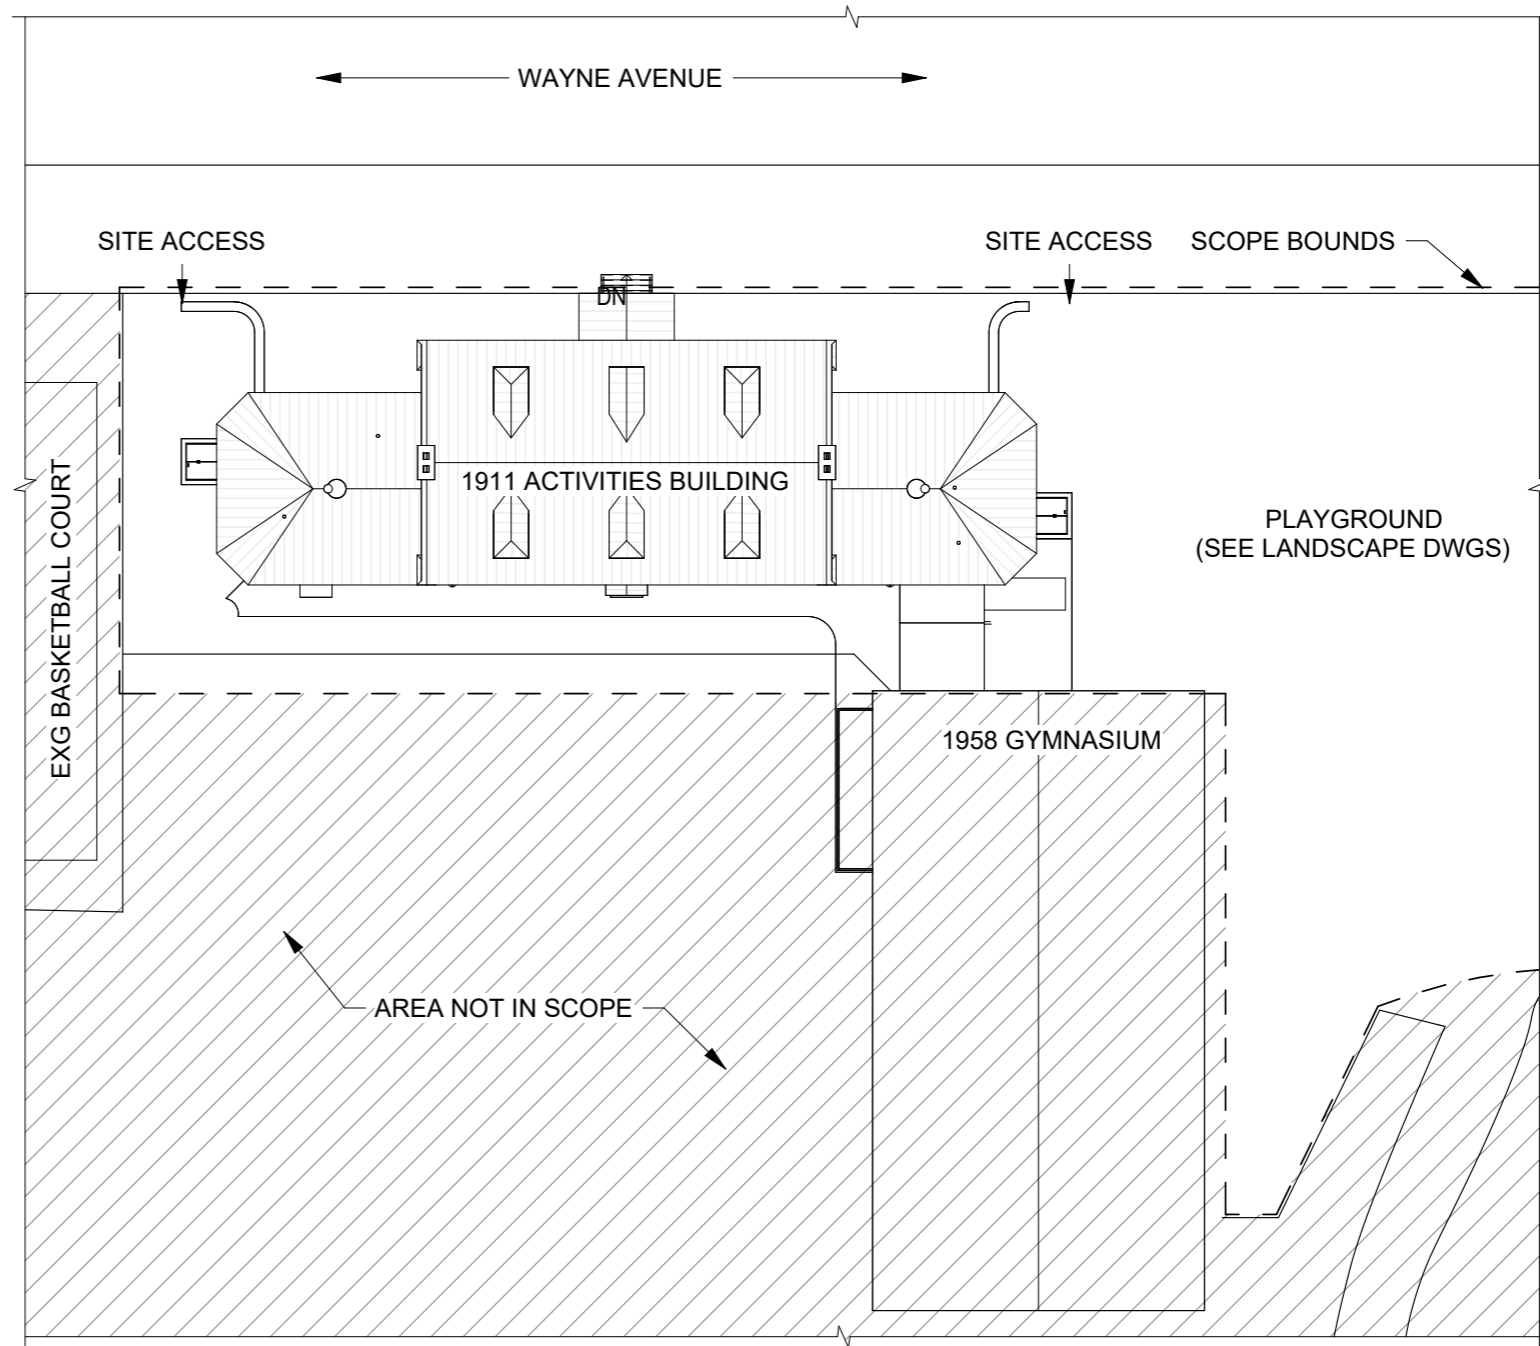 WAYNE AVENUE
SITE ACCESS
SITE ACCESS
SCOPE BOUNDS
DN
1911 ACTIVITIES BUILDING
EXG BASKETBALL COURT
PLAYGROUND
(SEE LANDSCAPE DWGS)
1958 GYMNASIUM
AREA NOT IN SCOPE